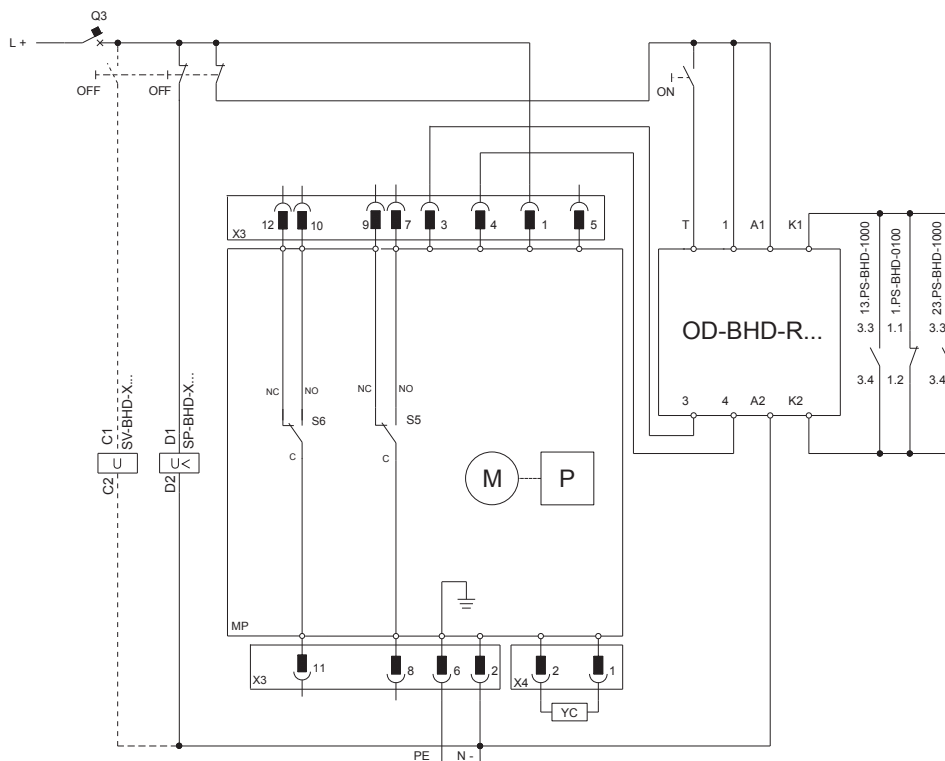 Q3
L +
OFF
OFF
ON
12
10
9
7
3
4
1
5
X3
T
1
A1
K1
OD-BHD-R...
3
4
A2
K2
13.PS-BHD-1000
1.PS-BHD-0100
23.PS-BHD-1000
3.3
1.1
3.3
3.4
1.2
3.4
NC
NO
S6
C
NC
NO
S5
C
C1
SV-BHD-X...
C2
U
D1
SP-BHD-X...
D2
U<
M
P
MP
X3
11
8
6
2
X4
2
1
YC
PE
N -